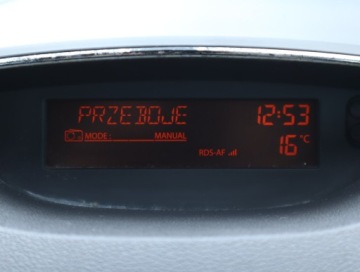 PRZEBOJE 12:53
MODE: MANUAL
RDS-AF 16 °C